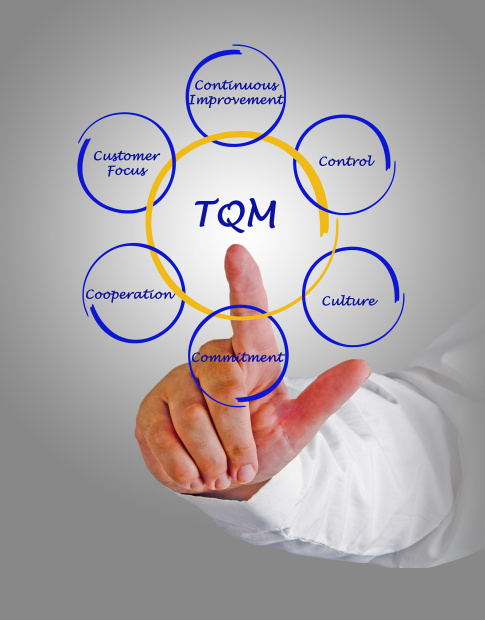 Continuous
Improvement
Customer
Focus
Control
TQM
Cooperation
Culture
Commitment